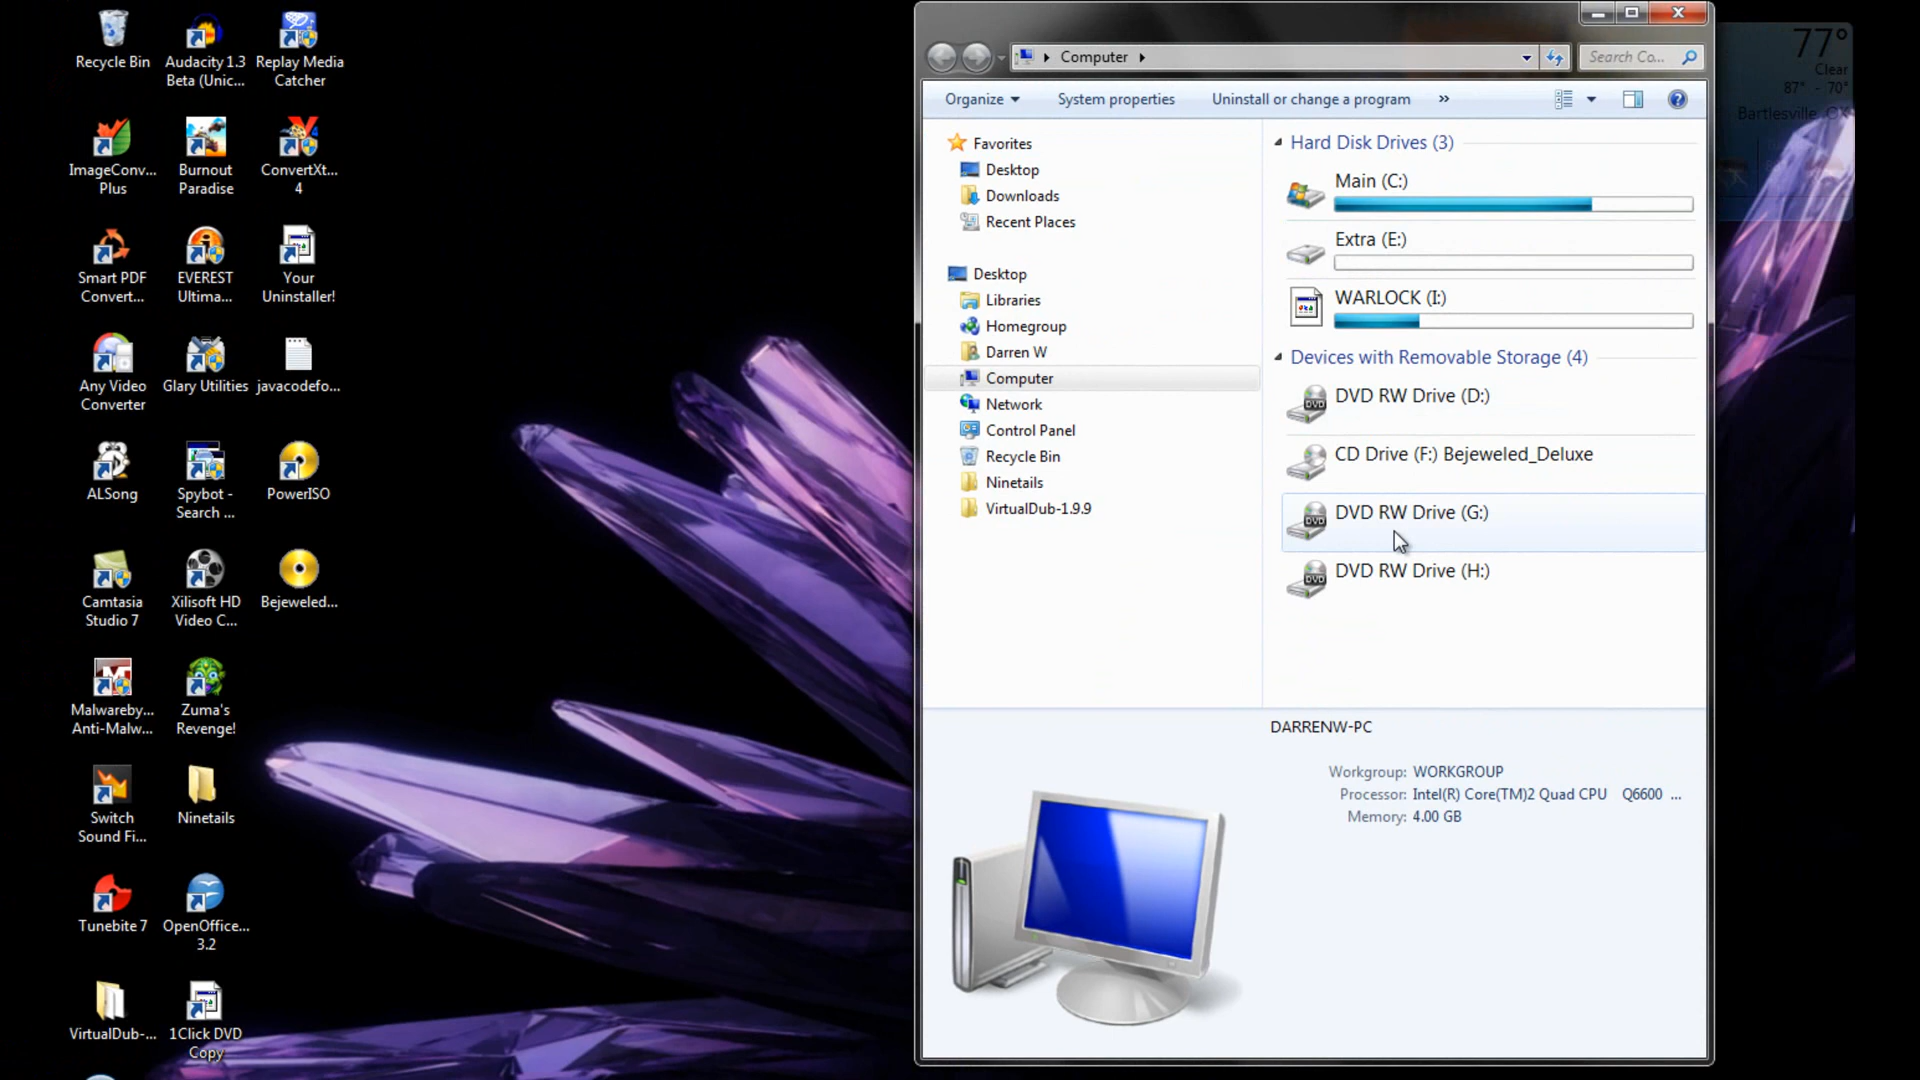 Recycle Bin
Audacity 1.3
Beta (Unic...
Replay Media
Catcher
ImageConv...
Plus
Burnout
Paradise
ConvertXt...
4
Smart PDF
Convert...
EVEREST
Ultima...
Your
Uninstaller!
Any Video
Converter
Glary Utilities
javacodefo...
ALSong
Spybot -
Search ...
PowerISO
Camtasia
Studio 7
Xilisoft HD
Video C...
Bejeweled...
Malwareby...
Anti-Malw...
Zuma's
Revenge!
Switch
Sound Fi...
Ninetails
Tunebite 7
OpenOffice...
3.2
VirtualDub-...
1Click DVD
Copy
Computer
Search Co...
Organize
System properties
Uninstall or change a program
»
Favorites
Desktop
Downloads
Recent Places
Desktop
Libraries
Homegroup
Darren W
Computer
Network
Control Panel
Recycle Bin
Ninetails
VirtualDub-1.9.9
Hard Disk Drives (3)
Main (C:)
Extra (E:)
WARLOCK (I:)
Devices with Removable Storage (4)
DVD RW Drive (D:)
CD Drive (F:) Bejeweled_Deluxe
DVD RW Drive (G:)
DVD RW Drive (H:)
DARRENW-PC
Workgroup: WORKGROUP
Processor: Intel(R) Core(TM)2 Quad CPU Q6600 ...
Memory: 4.00 GB
77°
Clear
87° - 70°
Bartlesville, OK